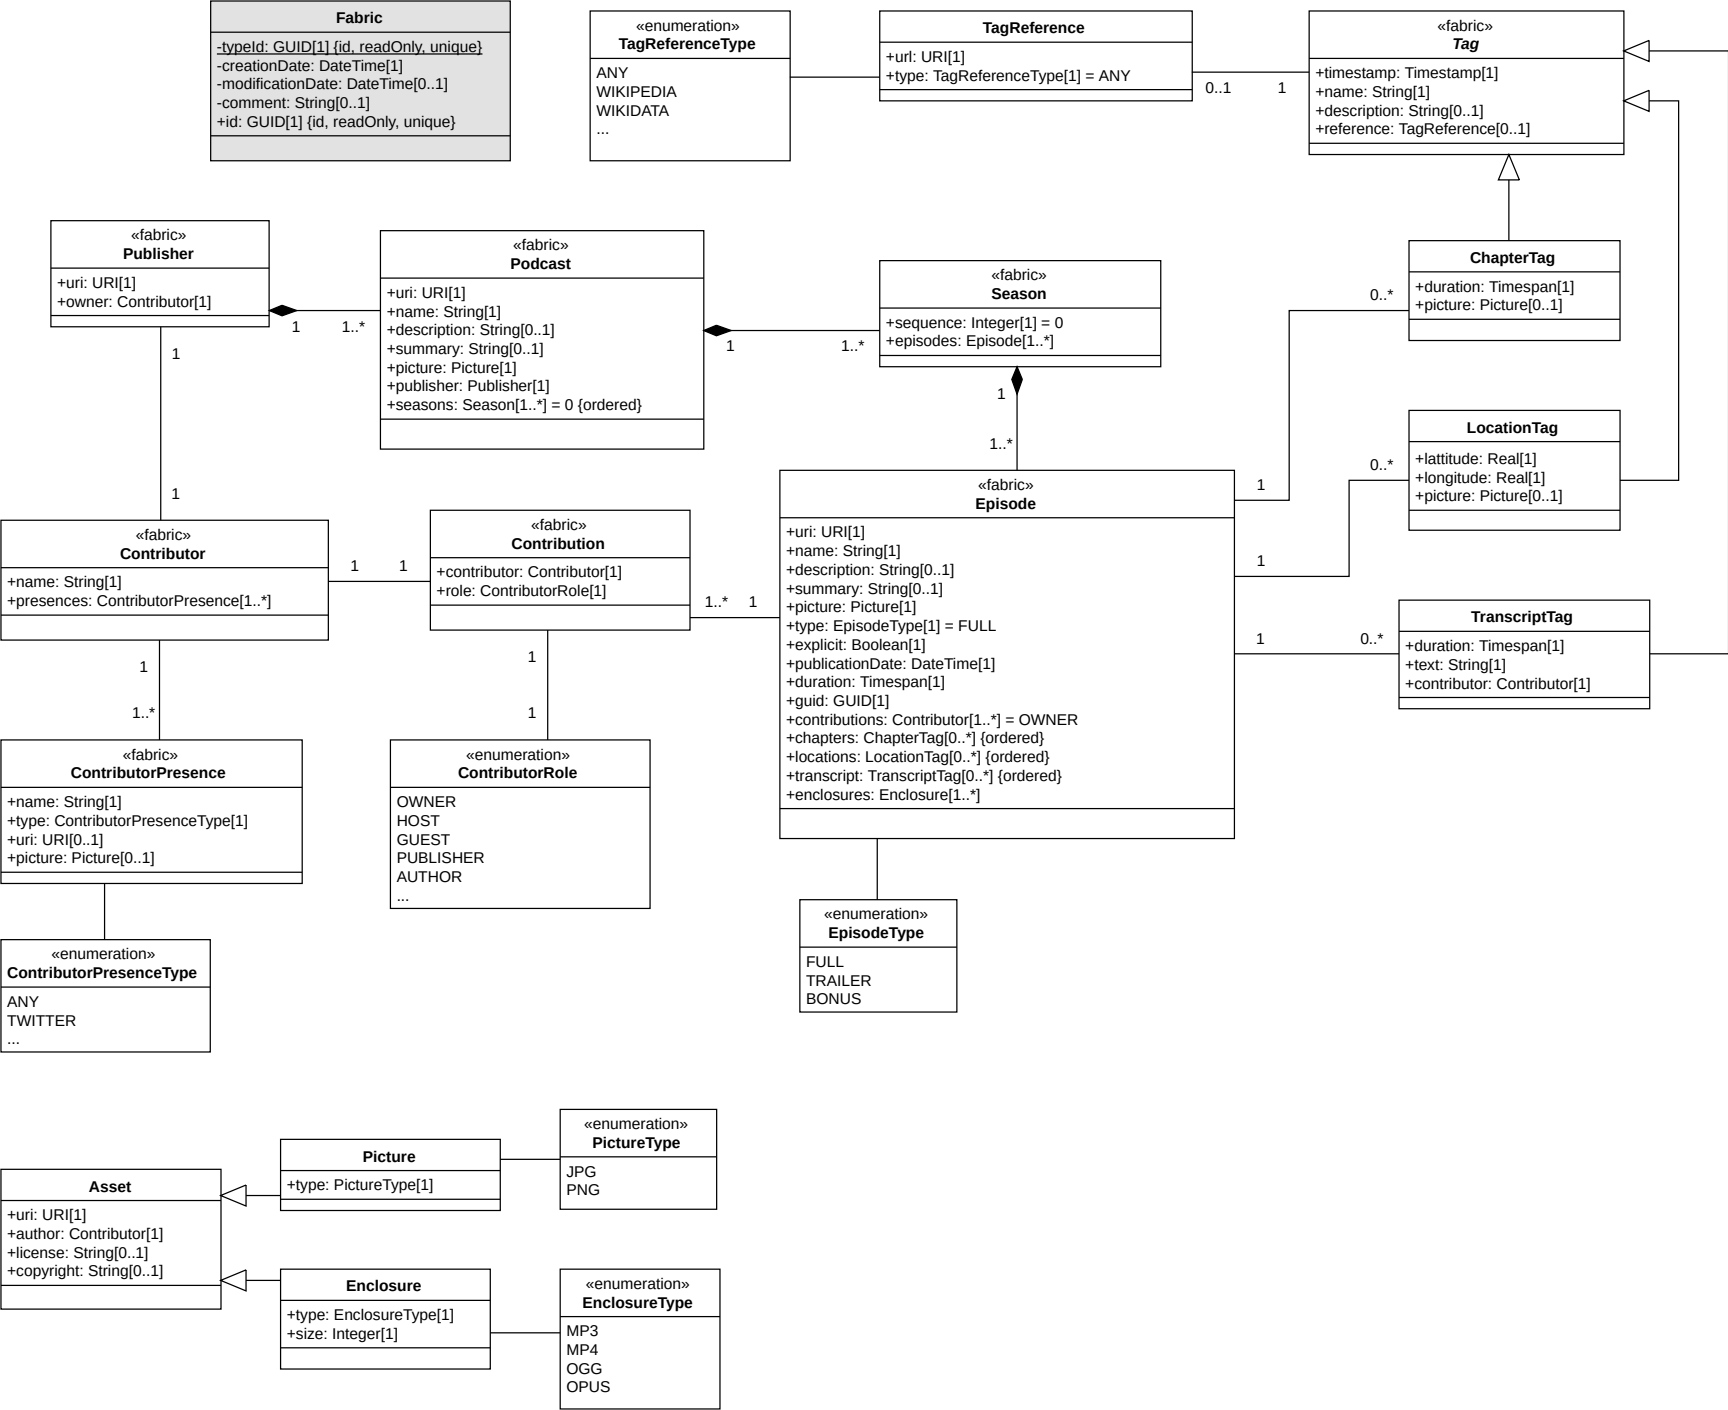 Fabric
-typeId: GUID[1] {id, readOnly, unique}
-creationDate: DateTime[1]
-modificationDate: DateTime[0..1]
-comment: String[0..1]
+id: GUID[1] {id, readOnly, unique}
«enumeration»
TagReferenceType
ANY
WIKIPEDIA
WIKIDATA
...
TagReference
+url: URI[1]
+type: TagReferenceType[1] = ANY
0..1
1
«fabric»
Tag
+timestamp: Timestamp[1]
+name: String[1]
+description: String[0..1]
+reference: TagReference[0..1]
«fabric»
Publisher
+uri: URI[1]
+owner: Contributor[1]
1
1..*
1
1
«fabric»
Podcast
+uri: URI[1]
+name: String[1]
+description: String[0..1]
+summary: String[0..1]
+picture: Picture[1]
+publisher: Publisher[1]
+seasons: Season[1..*] = 0 {ordered}
1
1..*
«fabric»
Season
+sequence: Integer[1] = 0
+episodes: Episode[1..*]
1
1..*
ChapterTag
+duration: Timespan[1]
+picture: Picture[0..1]
0..*
1
LocationTag
+lattitude: Real[1]
+longitude: Real[1]
+picture: Picture[0..1]
0..*
1
«fabric»
Contributor
+name: String[1]
+presences: ContributorPresence[1..*]
1
1
«fabric»
Contribution
+contributor: Contributor[1]
+role: ContributorRole[1]
1..*
1
«fabric»
Episode
+uri: URI[1]
+name: String[1]
+description: String[0..1]
+summary: String[0..1]
+picture: Picture[1]
+type: EpisodeType[1] = FULL
+explicit: Boolean[1]
+publicationDate: DateTime[1]
+duration: Timespan[1]
+guid: GUID[1]
+contributions: Contributor[1..*] = OWNER
+chapters: ChapterTag[0..*] {ordered}
+locations: LocationTag[0..*] {ordered}
+transcript: TranscriptTag[0..*] {ordered}
+enclosures: Enclosure[1..*]
1
0..*
TranscriptTag
+duration: Timespan[1]
+text: String[1]
+contributor: Contributor[1]
1
1..*
1
1
«fabric»
ContributorPresence
+name: String[1]
+type: ContributorPresenceType[1]
+uri: URI[0..1]
+picture: Picture[0..1]
«enumeration»
ContributorRole
OWNER
HOST
GUEST
PUBLISHER
AUTHOR
...
«enumeration»
EpisodeType
FULL
TRAILER
BONUS
«enumeration»
ContributorPresenceType
ANY
TWITTER
...
Asset
+uri: URI[1]
+author: Contributor[1]
+license: String[0..1]
+copyright: String[0..1]
Picture
+type: PictureType[1]
«enumeration»
PictureType
JPG
PNG
Enclosure
+type: EnclosureType[1]
+size: Integer[1]
«enumeration»
EnclosureType
MP3
MP4
OGG
OPUS